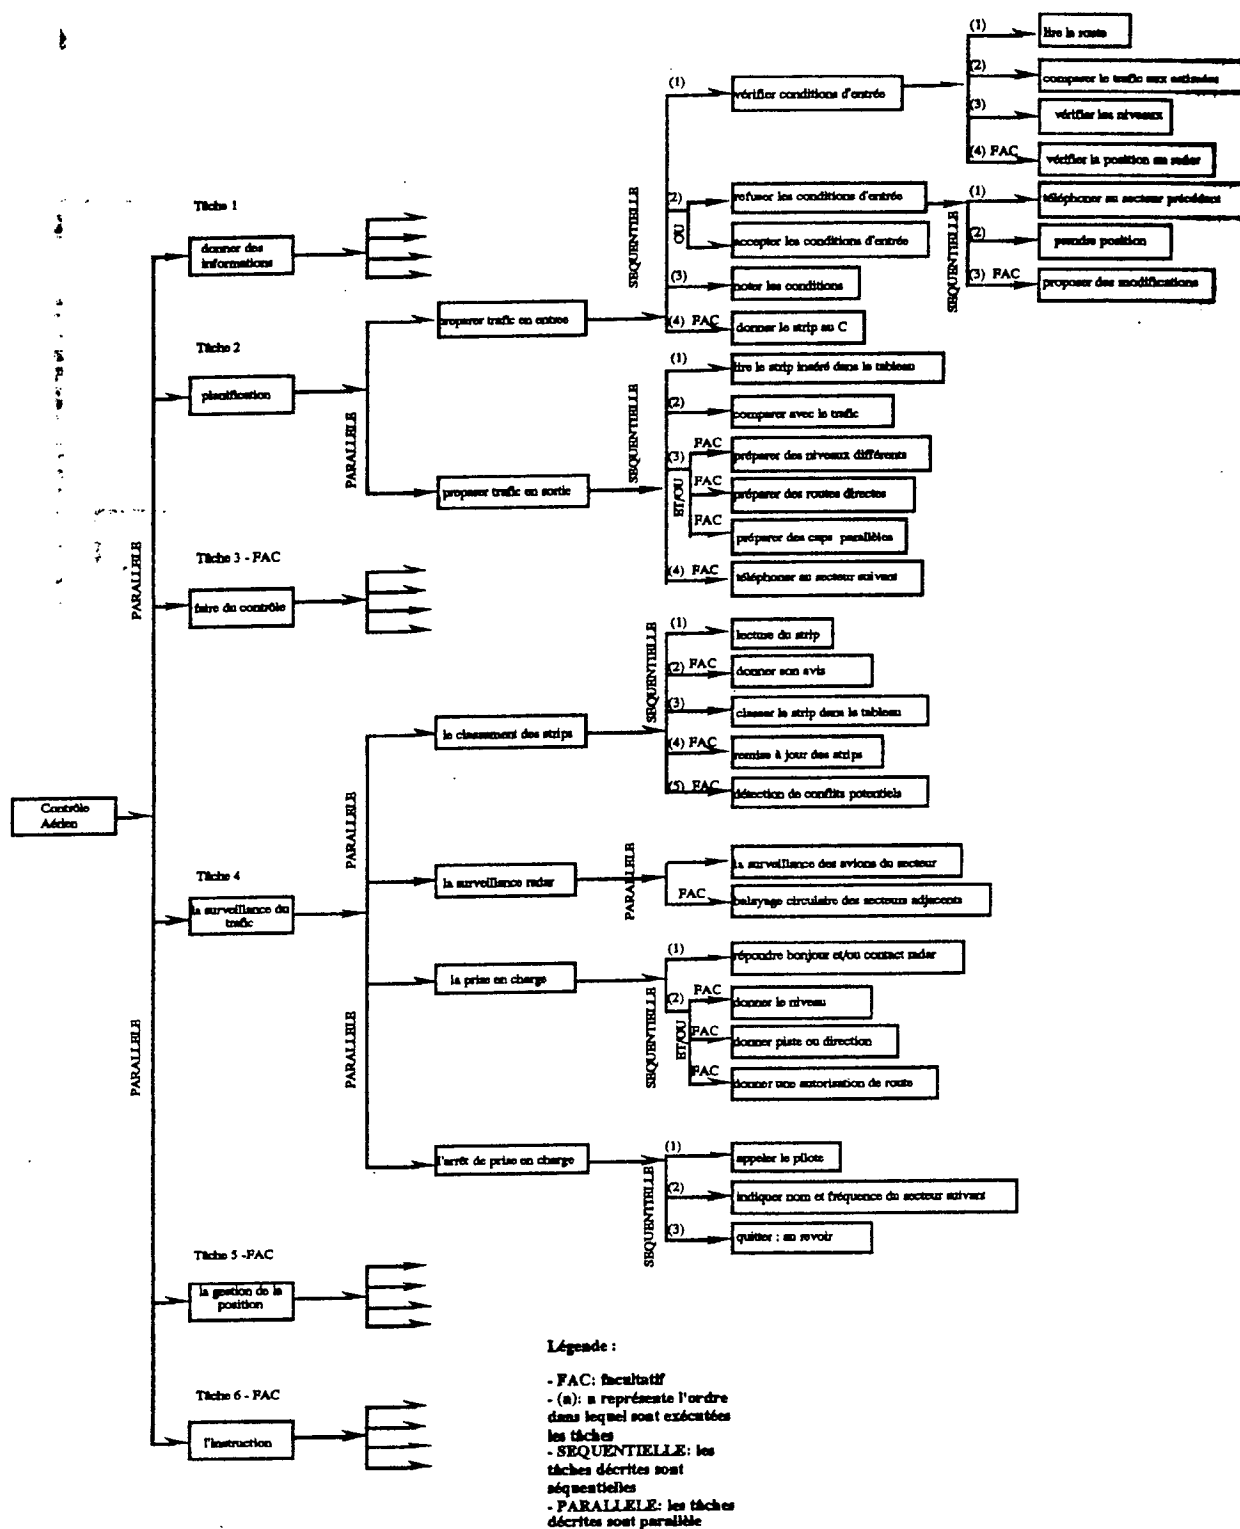 (1)
lire la route
(2)
comparer le trafic aux estimées
(1)
vérifier conditions d'entrée
(3)
vérifier les niveaux
(4) FAC
vérifier la position au radar
Tâche 1
donner des
informations
SEQUENTIELLE
(2)
OU
refuser les conditions d'entrée
accepter les conditions d'entrée
SEQUENTIELLE
(1)
téléphoner au secteur précédant
(2)
prendre position
(3) FAC
proposer des modifications
(3)
noter les conditions
(4) FAC
donner le strip au C
préparer trafic en entrée
Tâche 2
planification
PARALLELE
SEQUENTIELLE
(1)
lire le strip inséré dans le tableau
(2)
comparer avec le trafic
(3)
ET/OU
FAC
préparer des niveaux différents
FAC
préparer des routes directes
FAC
préparer des caps parallèles
(4) FAC
téléphoner au secteur suivant
préparer trafic en sortie
PARALLELE
Tâche 3 - FAC
faire du contrôle
SEQUENTIELLE
(1)
lecture du strip
(2) FAC
donner son avis
(3)
classer le strip dans le tableau
(4) FAC
remise à jour des strips
(5) FAC
détection de conflits potentiels
le classement des strips
Contrôle
Aérien
PARALLELE
Tâche 4
la surveillance du
trafic
la surveillance radar
PARALLELE
la surveillance des avions du secteur
FAC
balayage circulaire des secteurs adjacents
PARALLELE
PARALLELE
la prise en charge
SEQUENTIELLE
(1)
répondre bonjour et/ou contact radar
(2)
ET/OU
FAC
donner le niveau
FAC
donner piste ou direction
FAC
donner une autorisation de route
l'arrêt de prise en charge
SEQUENTIELLE
(1)
appeler le pilote
(2)
indiquer nom et fréquence du secteur suivant
(3)
quitter : au revoir
Tâche 5 -FAC
la gestion de la
position
Tâche 6 - FAC
l'instruction
Légende :
- FAC: facultatif
- (n): n représente l'ordre
dans lequel sont exécutées
les tâches
- SEQUENTIELLE: les
tâches décrites sont
séquentielles
- PARALLELE: les tâches
décrites sont parallèle